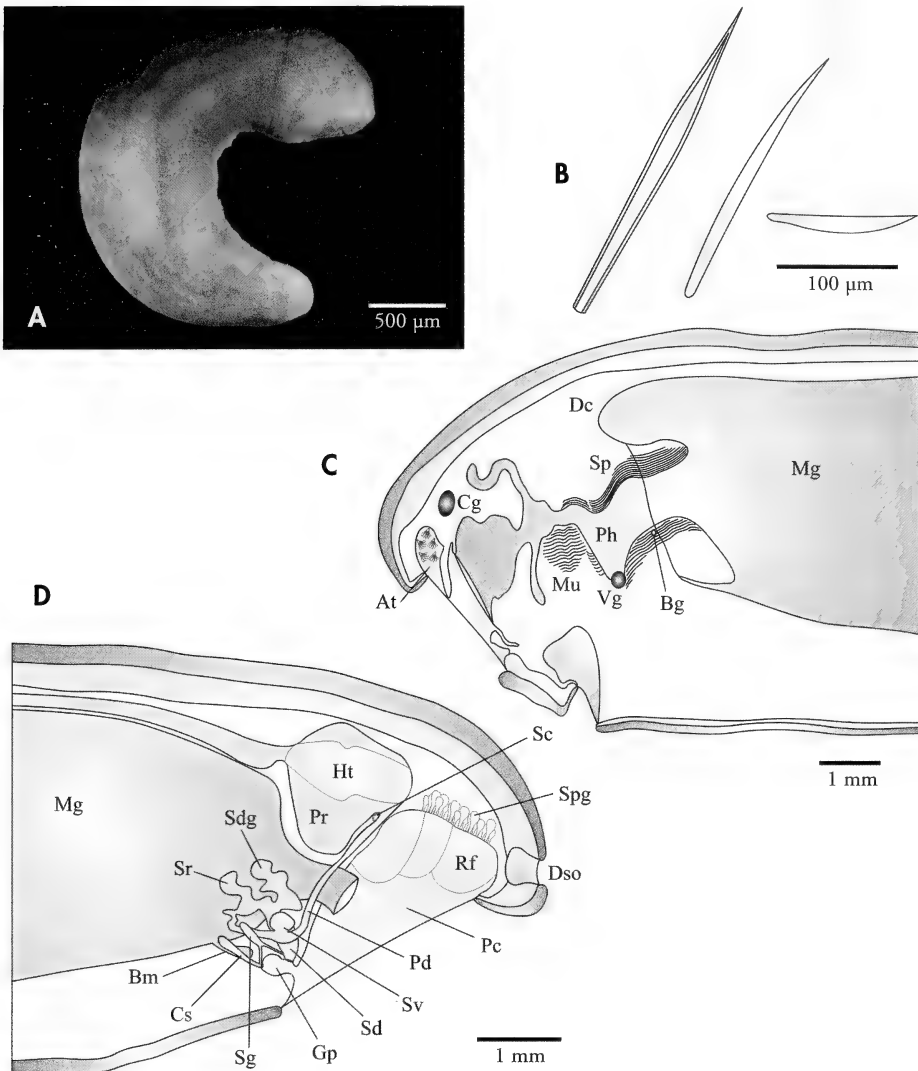 A
500 µm
B
100 µm
C
Dc
Sp
Mg
Cg
Ph
At
Mu
Vg
Bg
1 mm
D
Sc
Ht
Spg
Mg
Pr
Sdg
Rf
Sr
Dso
Pc
Bm
Pd
Cs
Sv
Sd
Sg
Gp
1 mm